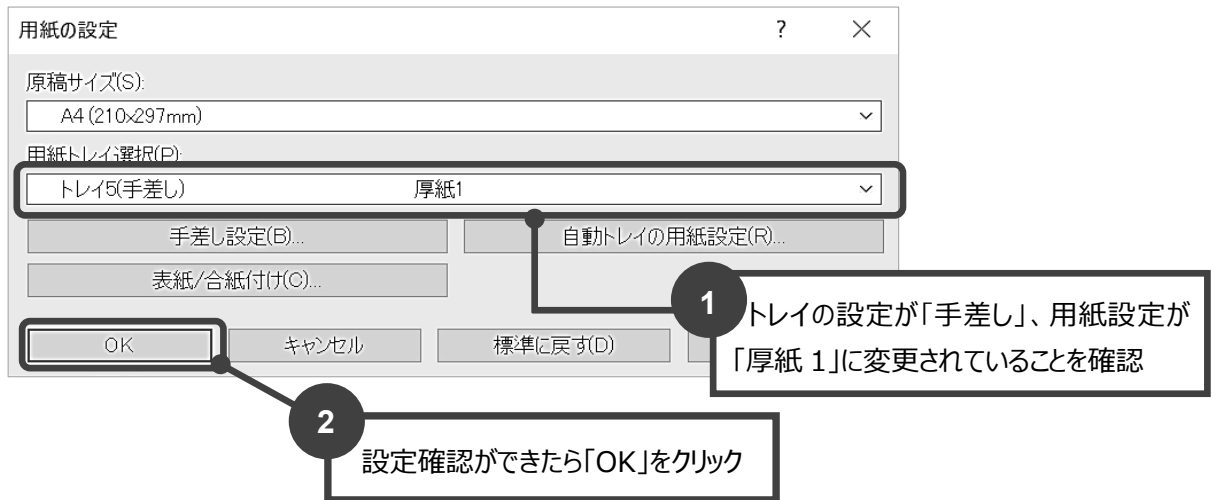 用紙の設定 ?
原稿サイズ(S):
A4 (210x297mm)
用紙トレイ選択(P):
トレイ5(手差し) 厚紙1
手差し設定(B)... 自動トレイの用紙設定(R)...
表紙/合紙付け(C)...
OK キャンセル 標準に戻す(D)
1
トレイの設定が「手差し」、用紙設定が
「厚紙 1」に変更されていることを確認
2
設定確認ができたら「OK」をクリック